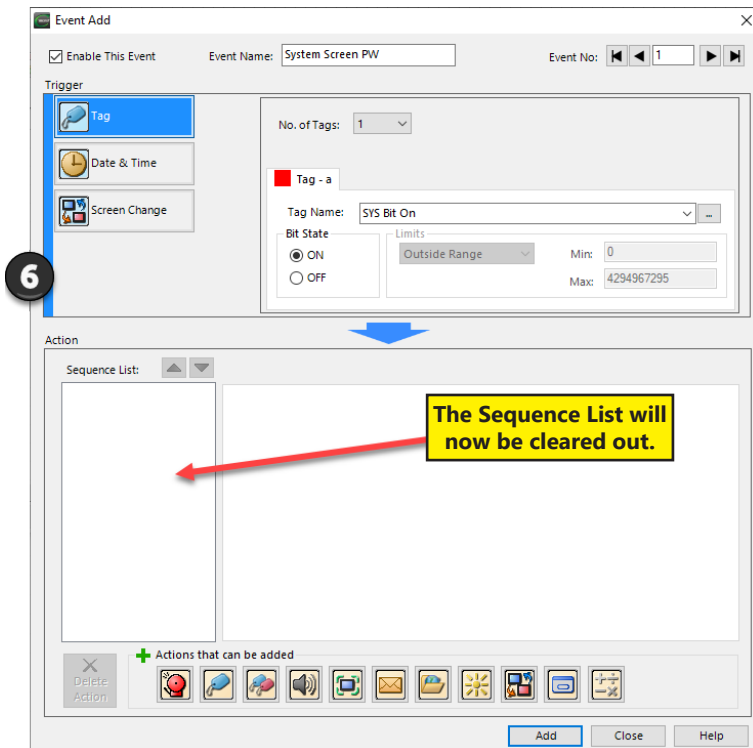 Event Add
Enable This Event Event Name: System Screen PW Event No: 1
Trigger
Tag
Date & Time
Screen Change
No. of Tags: 1
Tag - a
Tag Name: SYS Bit On ...
Bit State Limits
ON Outside Range Min: 0
OFF Max: 4294967295
6
Action
Sequence List:
The Sequence List will
now be cleared out.
Actions that can be added
Delete
Action
Add Close Help